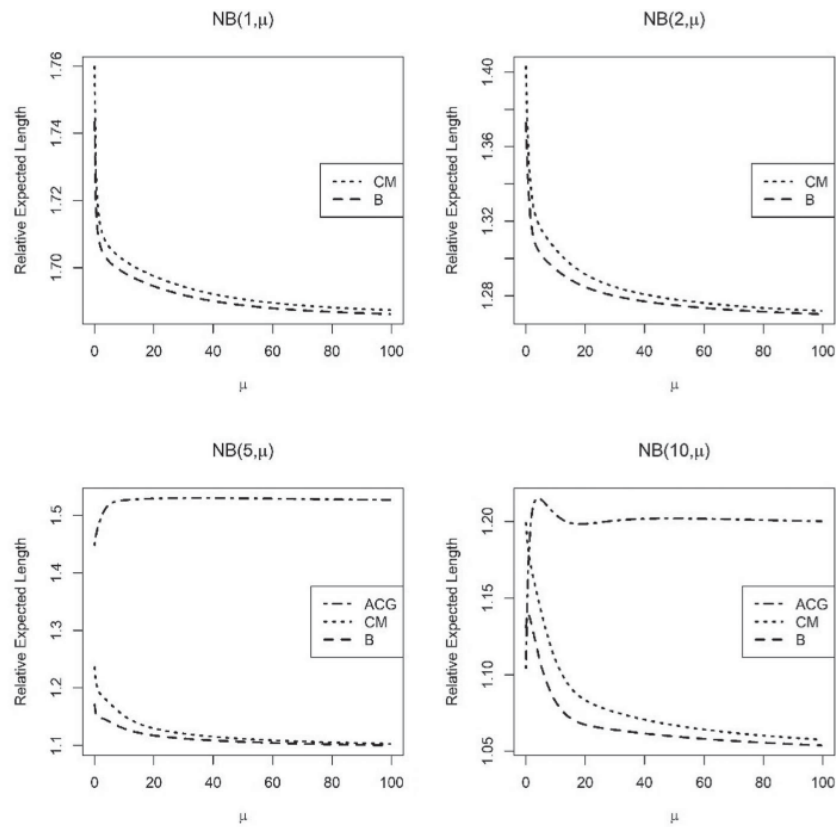 NB(1,μ)
Relative Expected Length
1.76
1.74
1.72
1.70
CM
B
0 20 40 60 80 100
μ
NB(2,μ)
Relative Expected Length
1.40
1.36
1.32
1.28
CM
B
0 20 40 60 80 100
μ
NB(5,μ)
Relative Expected Length
1.5
1.4
1.3
1.2
1.1
ACG
CM
B
0 20 40 60 80 100
μ
NB(10,μ)
Relative Expected Length
1.20
1.15
1.10
1.05
ACG
CM
B
0 20 40 60 80 100
μ